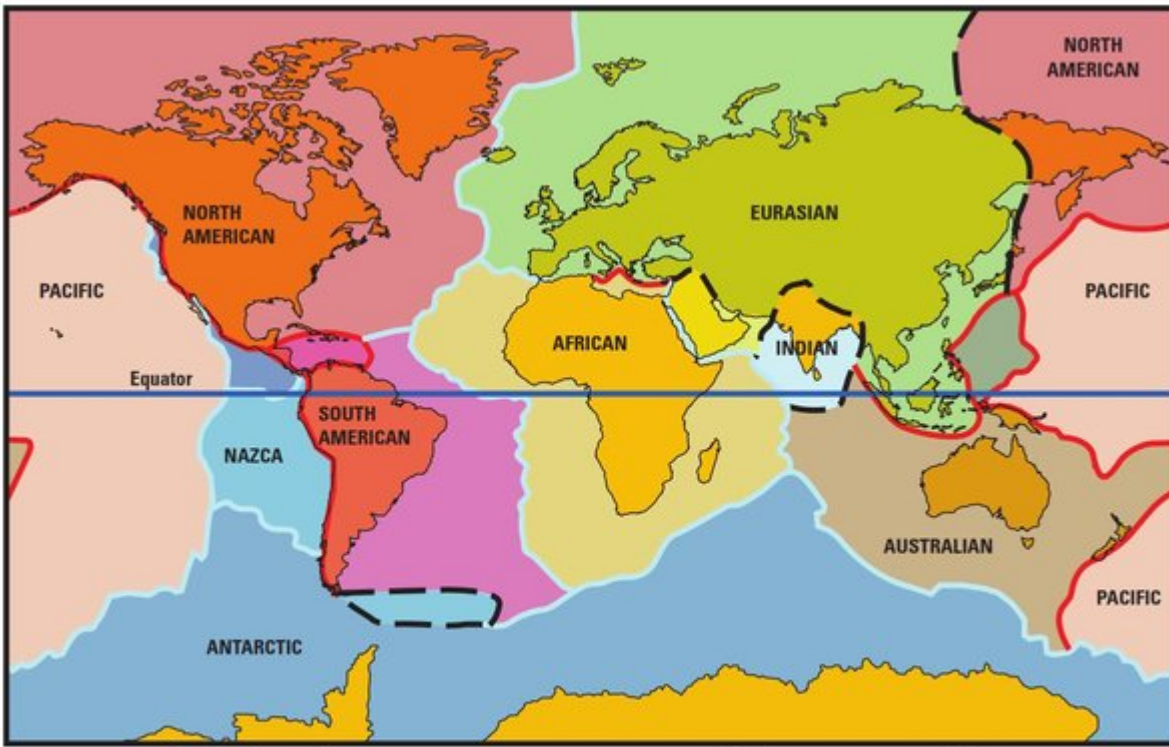 NORTH
AMERICAN
NORTH
AMERICAN
EURASIAN
PACIFIC
PACIFIC
AFRICAN
INDIAN
Equator
SOUTH
AMERICAN
NAZCA
AUSTRALIAN
PACIFIC
ANTARCTIC